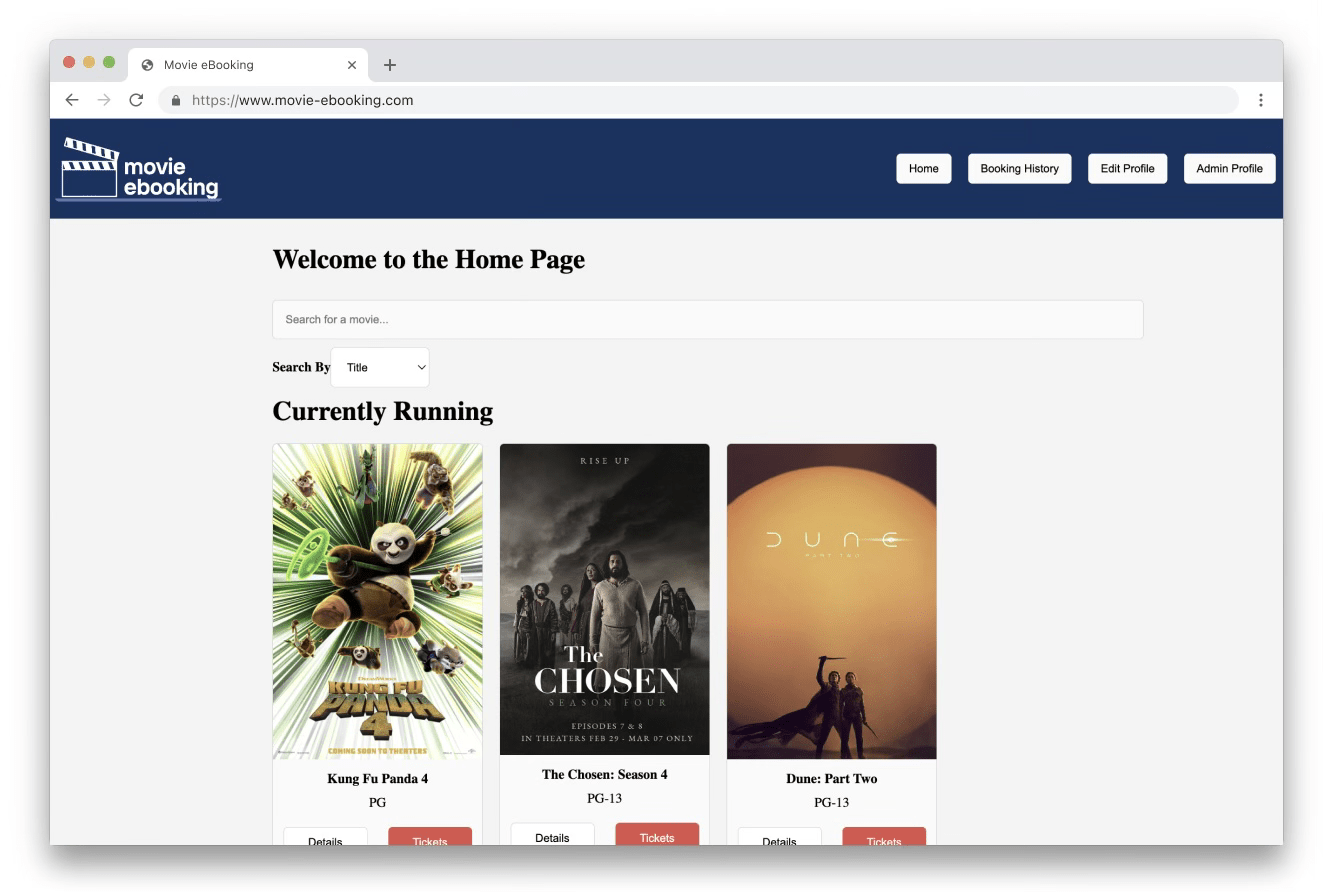 Movie eBooking
https://www.movie-ebooking.com
movie
ebooking
Home Booking History Edit Profile Admin Profile
Welcome to the Home Page
Search for a movie...
Search By Title
Currently Running
KUNG FU
PANDA
4
COMING SOON TO THEATERS
Kung Fu Panda 4
PG
Details Tickets
RISE UP
The
CHOSEN
SEASON FOUR
EPISODES 7 & 8
IN THEATERS FEB 29 - MAR 07 ONLY
The Chosen: Season 4
PG-13
Details Tickets
DUNE
PART TWO
Dune: Part Two
PG-13
Details Tickets